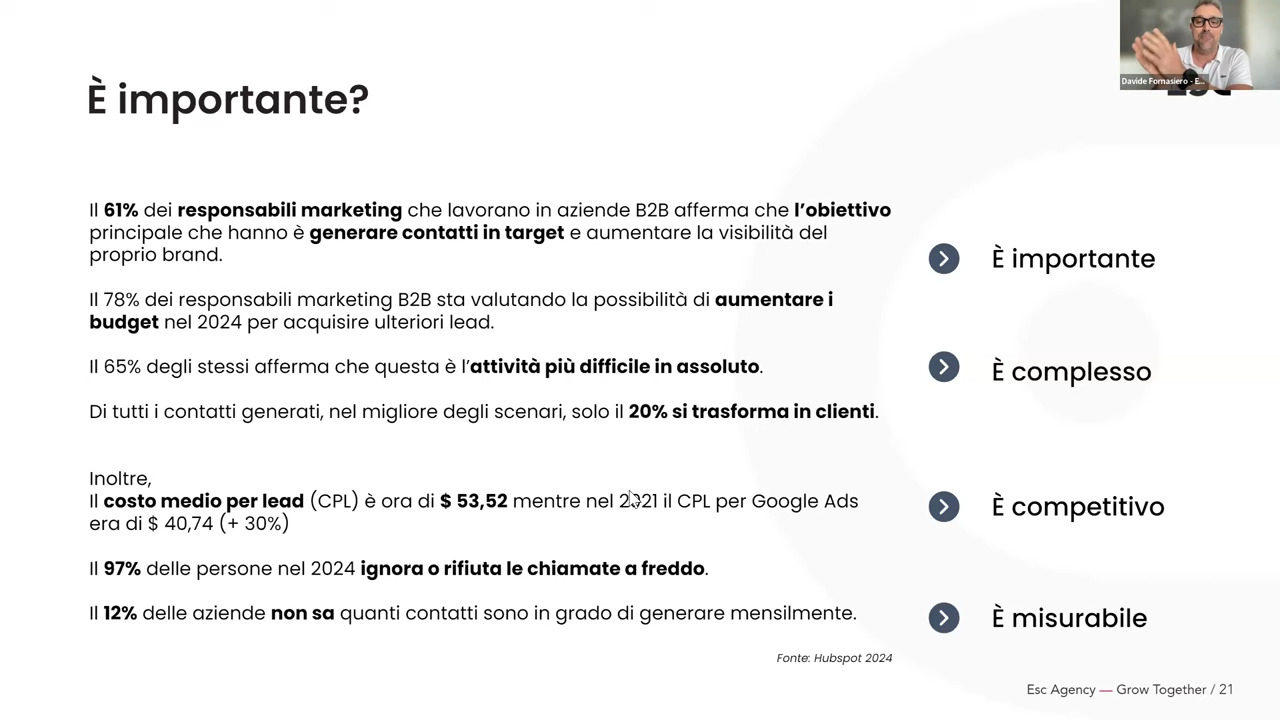 È importante?
Davide Fornasiero - E...
Il 61% dei responsabili marketing che lavorano in aziende B2B afferma che l'obiettivo
principale che hanno è generare contatti in target e aumentare la visibilità del
proprio brand.
Il 78% dei responsabili marketing B2B sta valutando la possibilità di aumentare i
budget nel 2024 per acquisire ulteriori lead.
Il 65% degli stessi afferma che questa è l'attività più difficile in assoluto.
Di tutti i contatti generati, nel migliore degli scenari, solo il 20% si trasforma in clienti.
Inoltre,
Il costo medio per lead (CPL) è ora di $ 53,52 mentre nel 2021 il CPL per Google Ads
era di $ 40,74 (+ 30%)
Il 97% delle persone nel 2024 ignora o rifiuta le chiamate a freddo.
Il 12% delle aziende non sa quanti contatti sono in grado di generare mensilmente.
Fonte: Hubspot 2024
È importante
È complesso
È competitivo
È misurabile
Esc Agency — Grow Together / 21